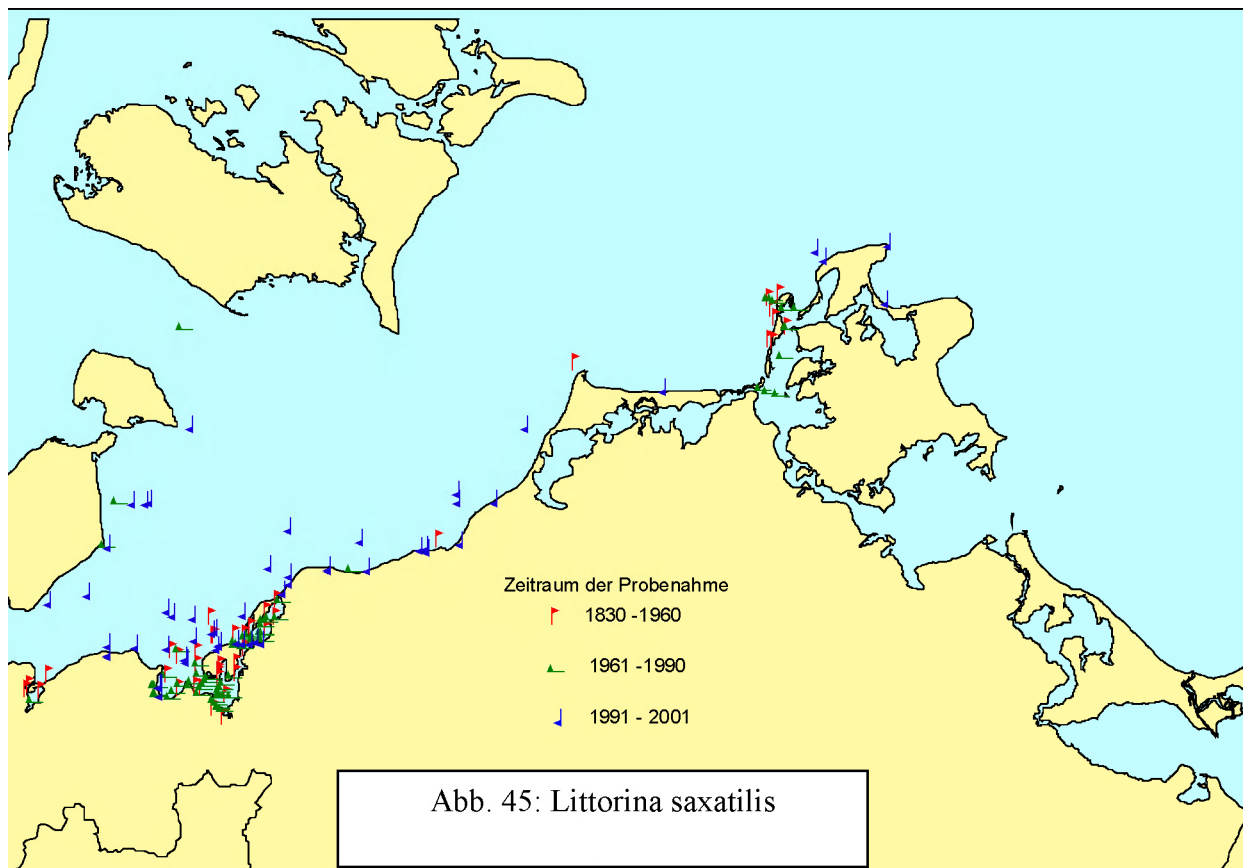 Zeitraum der Probenahme
1830 -1960
1961 -1990
1991 - 2001
Abb. 45: Littorina saxatilis